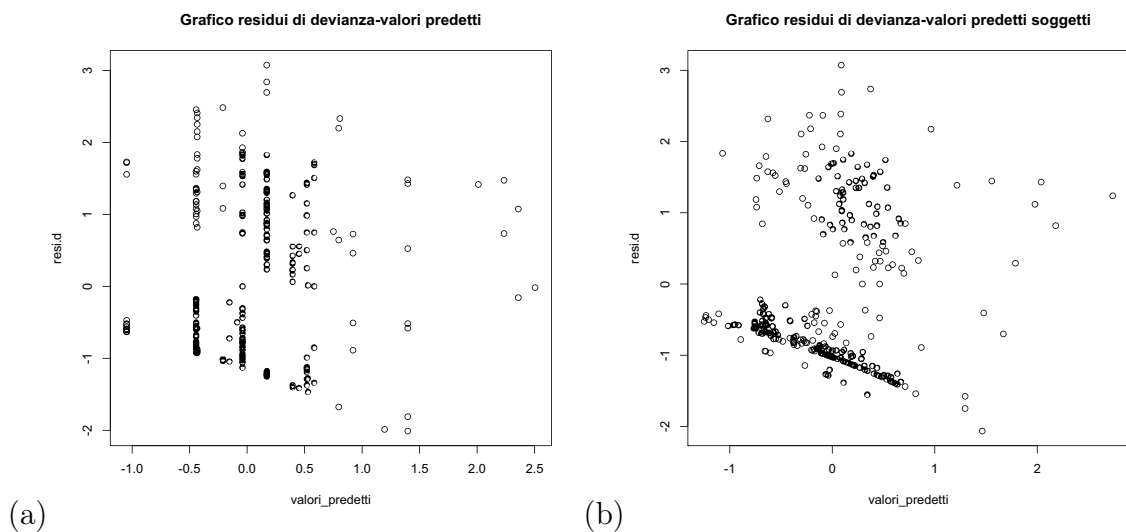 Grafico residui di devianza-valori predetti
resi.d
3
2
1
0
-1
-2
-1.0 -0.5 0.0 0.5 1.0 1.5 2.0 2.5
valori_predetti
(a)
Grafico residui di devianza-valori predetti soggetti
resi.d
3
2
1
0
-1
-2
-1 0 1 2
valori_predetti
(b)